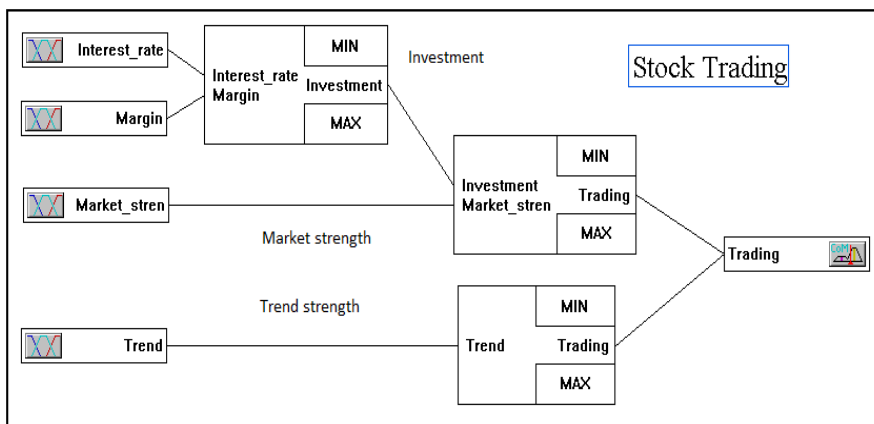 Interest_rate
Margin
Market_stren
Trend
Interest_rate
Margin
MIN
Investment
MAX
Investment
Stock Trading
Market strength
Trend strength
Investment
Market_stren
MIN
Trading
MAX
Trend
MIN
Trading
MAX
Trading
CoM